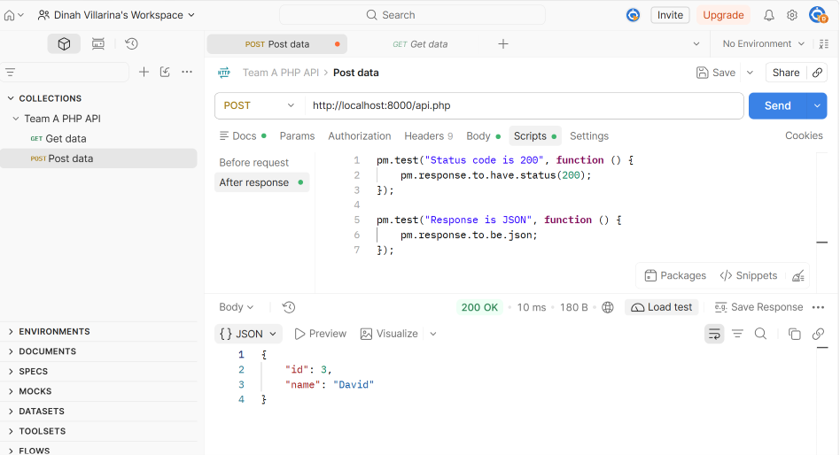 Dinah Villarina's Workspace
Search
Invite
Upgrade
POST Post data
GET Get data
No Environment
HTTP
Team A PHP API > Post data
Save
Share
COLLECTIONS
Team A PHP API
GET Get data
POST Post data
POST
http://localhost:8000/api.php
Send
Docs
Params
Authorization
Headers 9
Body
Scripts
Settings
Cookies
Before request
After response
1 pm.test("Status code is 200", function () {
2     pm.response.to.have.status(200);
3 });
4
5 pm.test("Response is JSON", function () {
6     pm.response.to.be.json;
7 });
Packages
</> Snippets
Body
200 OK • 10 ms • 180 B
Load test
e.g. Save Response
{ } JSON
Preview
Visualize
1 {
2     "id": 3,
3     "name": "David"
4 }
ENVIRONMENTS
DOCUMENTS
SPECS
MOCKS
DATASETS
TOOLSETS
FLOWS